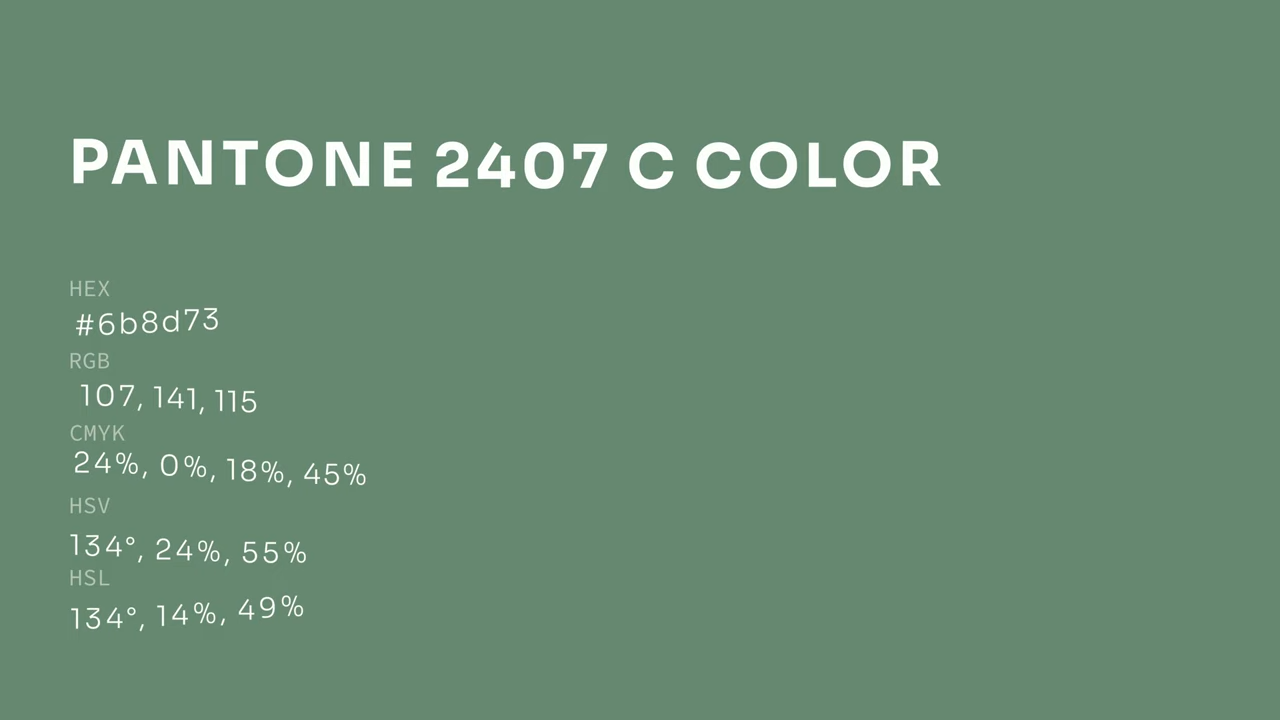 PANTONE 2407 C COLOR
HEX
#6b8d73
RGB
107, 141, 115
CMYK
24%, 0%, 18%, 45%
HSV
134°, 24%, 55%
HSL
134°, 14%, 49%